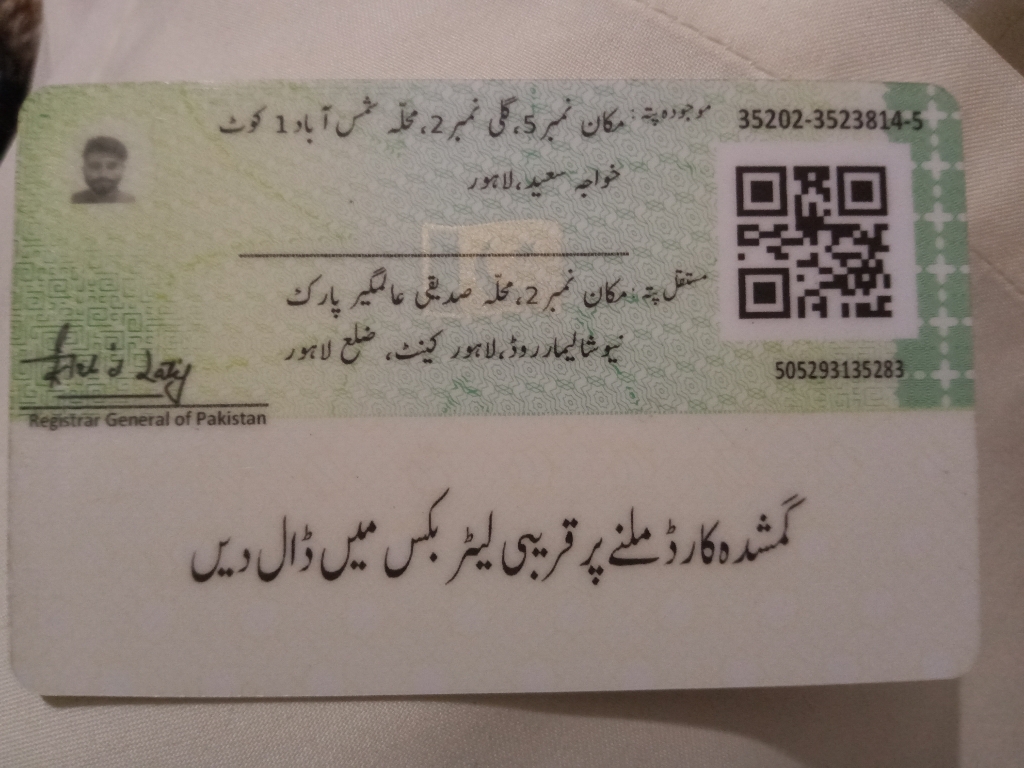 35202-3523814-5
موجودہ پتہ: مکان نمبر 5، گلی نمبر 2، محلّہ شمس آباد 1 کوٹ
خواجہ سعید، لاہور
مستقل پتہ: مکان نمبر 2، محلّہ صدیقی عالمگیر پارک
نیو شالیمار روڈ، لاہور کینٹ، ضلع لاہور
505293135283
Registrar General of Pakistan
گمشدہ کارڈ ملنے پر قریبی لیٹر بکس میں ڈال دیں